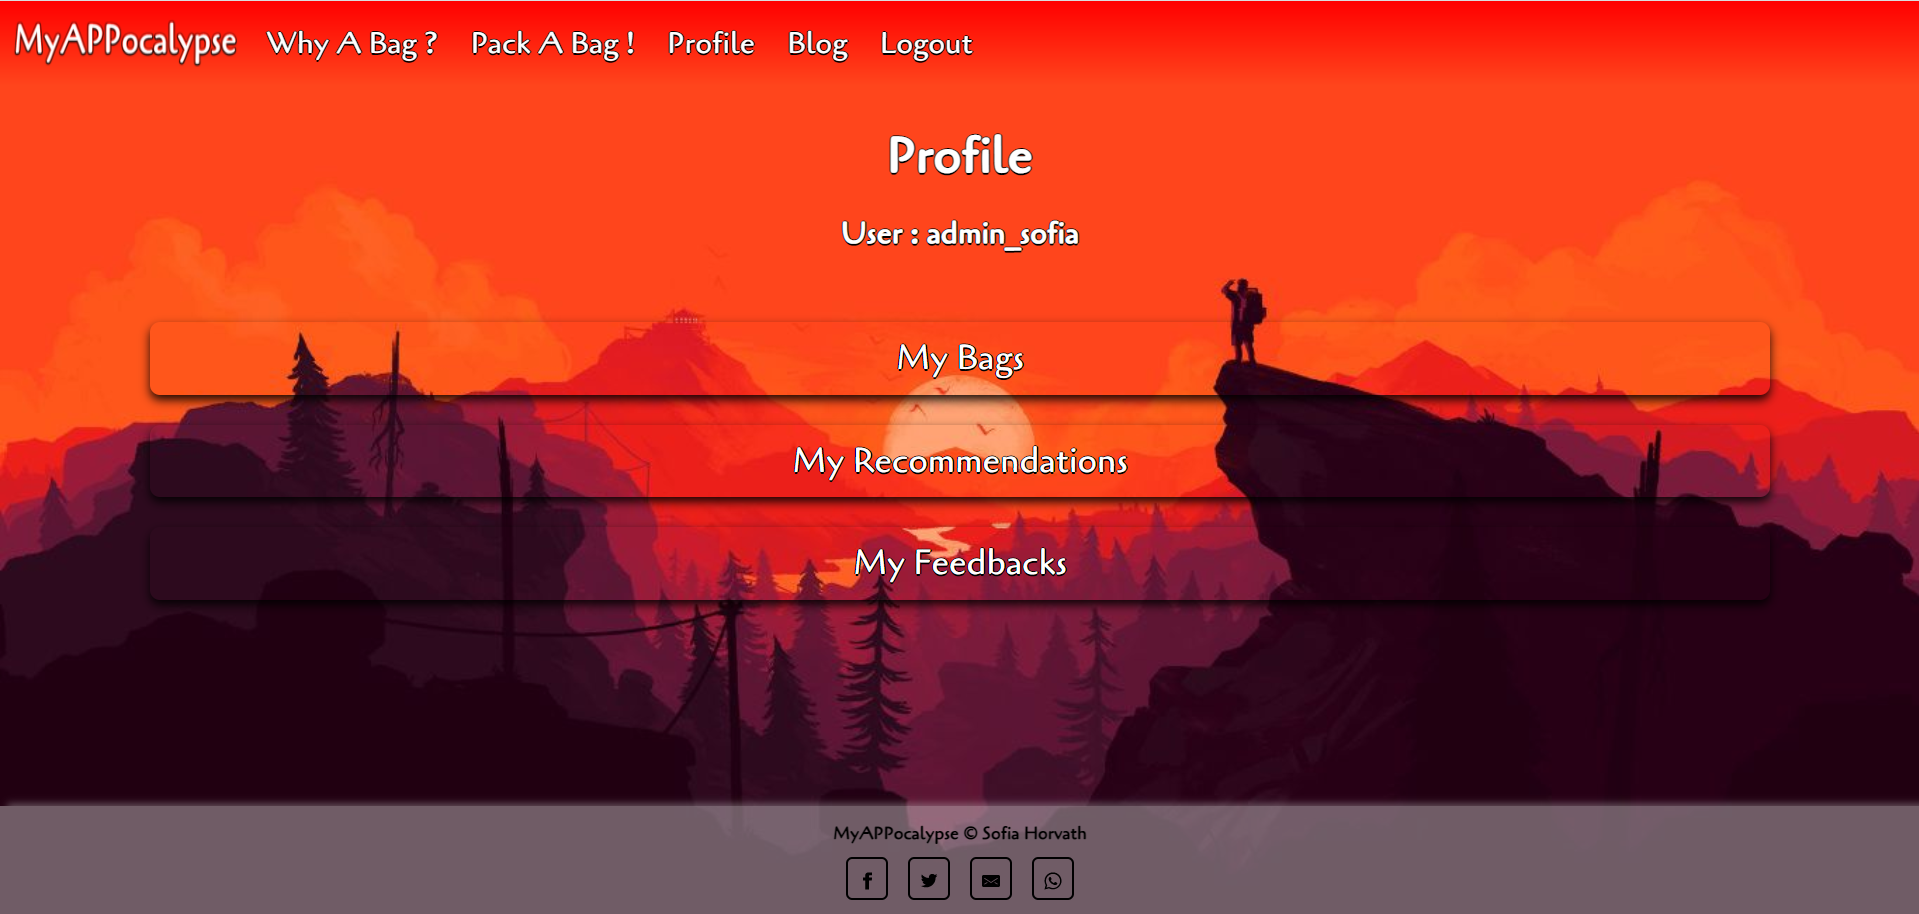 MyAPPocalypse Why A Bag ? Pack A Bag ! Profile Blog Logout
Profile
User : admin_sofia
My Bags
My Recommendations
My Feedbacks
MyAPPocalypse © Sofia Horvath